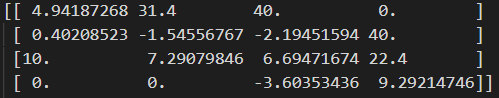 [[ 4.94187268 31.4 40. 0. ]
[ 0.40208523 -1.54556767 -2.19451594 40. ]
[10. 7.29079846 6.69471674 22.4 ]
[ 0. 0. -3.60353436 9.29214746]]